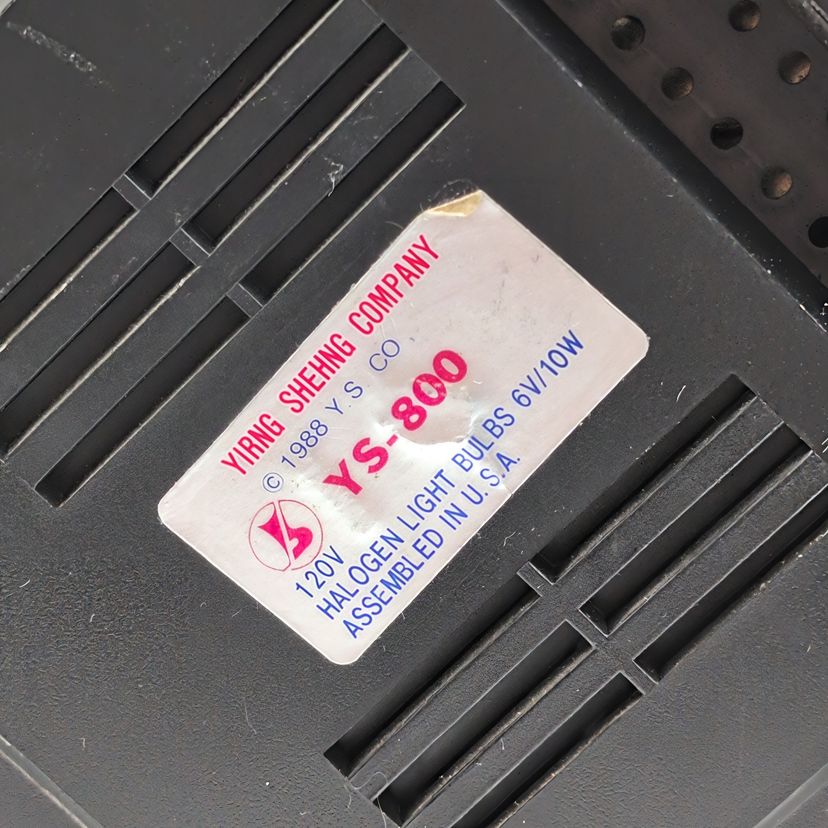 YIRNG SHEHNG COMPANY
© 1988 Y.S. CO
YS-800
120V
HALOGEN LIGHT BULBS 6V/10W
ASSEMBLED IN U.S.A.